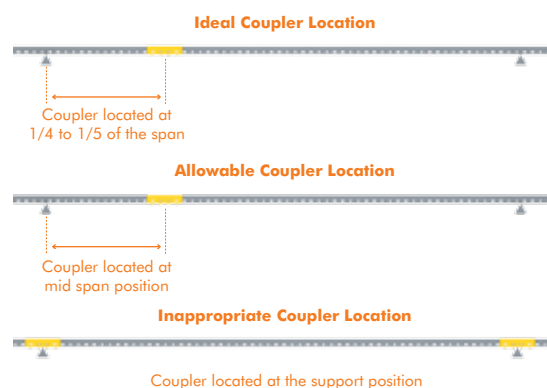 Ideal Coupler Location
Coupler located at
1/4 to 1/5 of the span
Allowable Coupler Location
Coupler located at
mid span position
Inappropriate Coupler Location
Coupler located at the support position